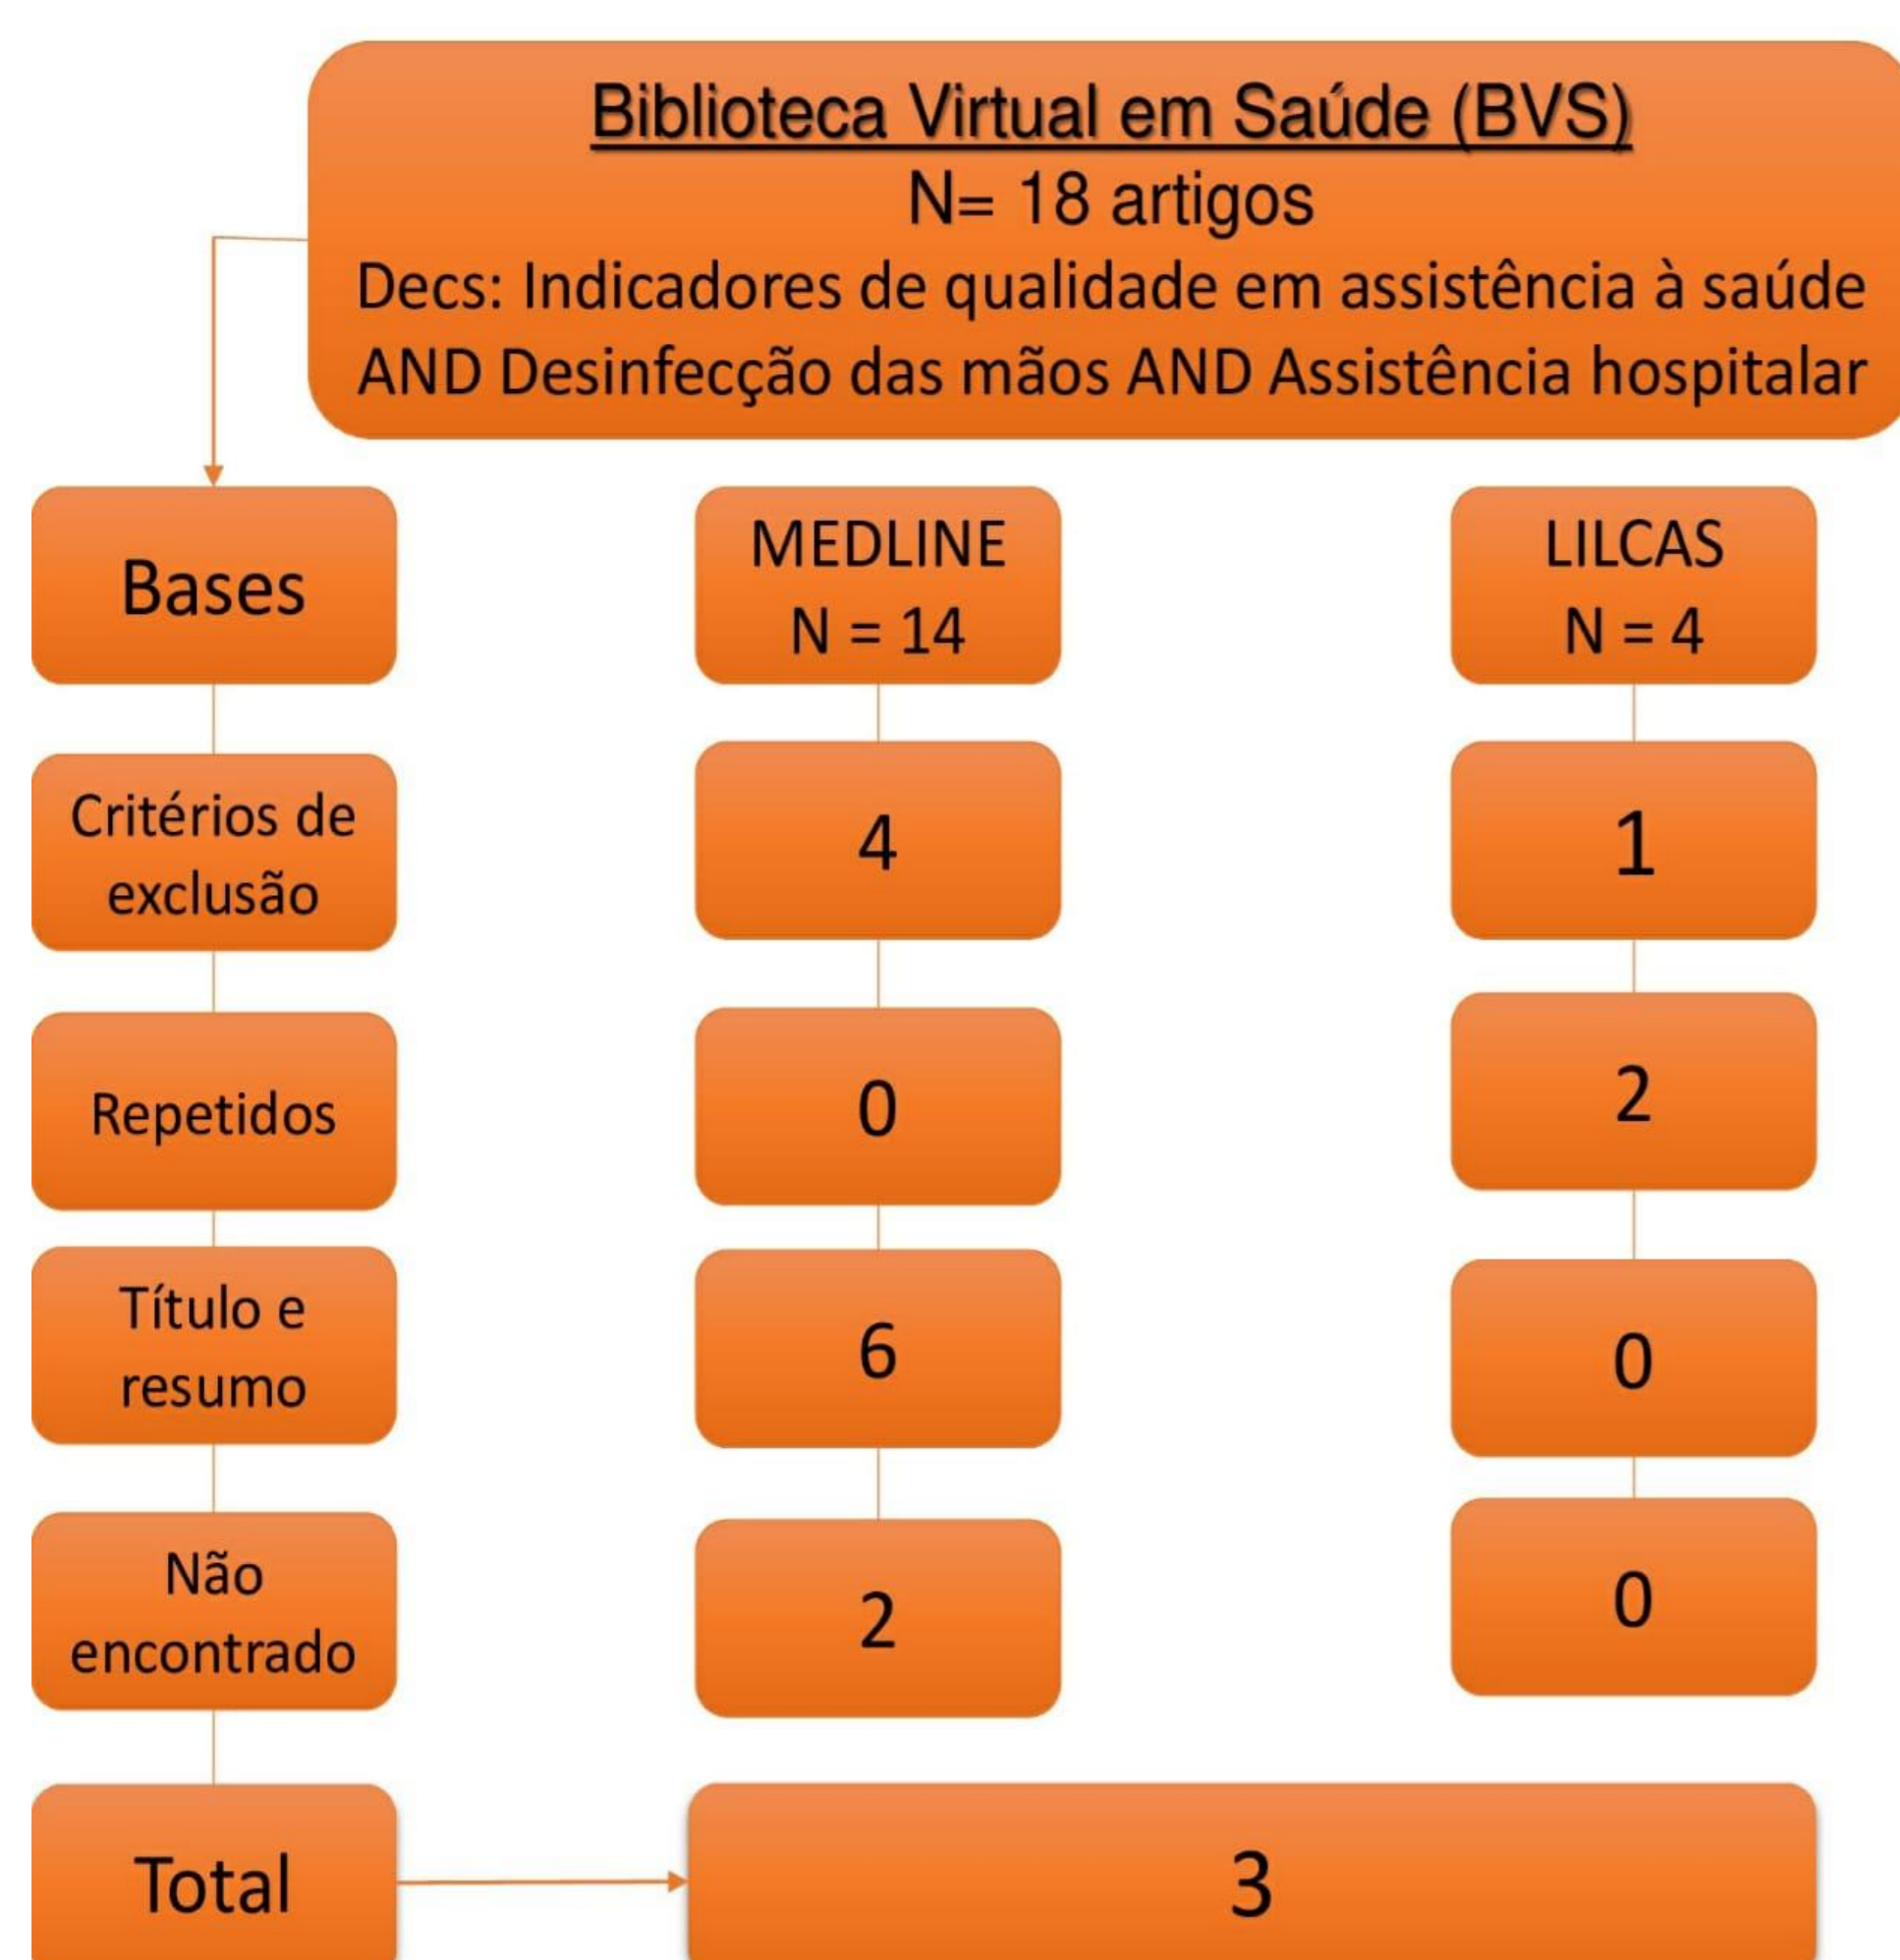 Biblioteca Virtual em Saúde (BVS)
N= 18 artigos
Decs: Indicadores de qualidade em assistência à saúde
AND Desinfecção das mãos AND Assistência hospitalar
Bases
MEDLINE
N = 14
LILCAS
N = 4
Critérios de
exclusão
4
1
Repetidos
0
2
Título e
resumo
6
0
Não
encontrado
2
0
Total
3